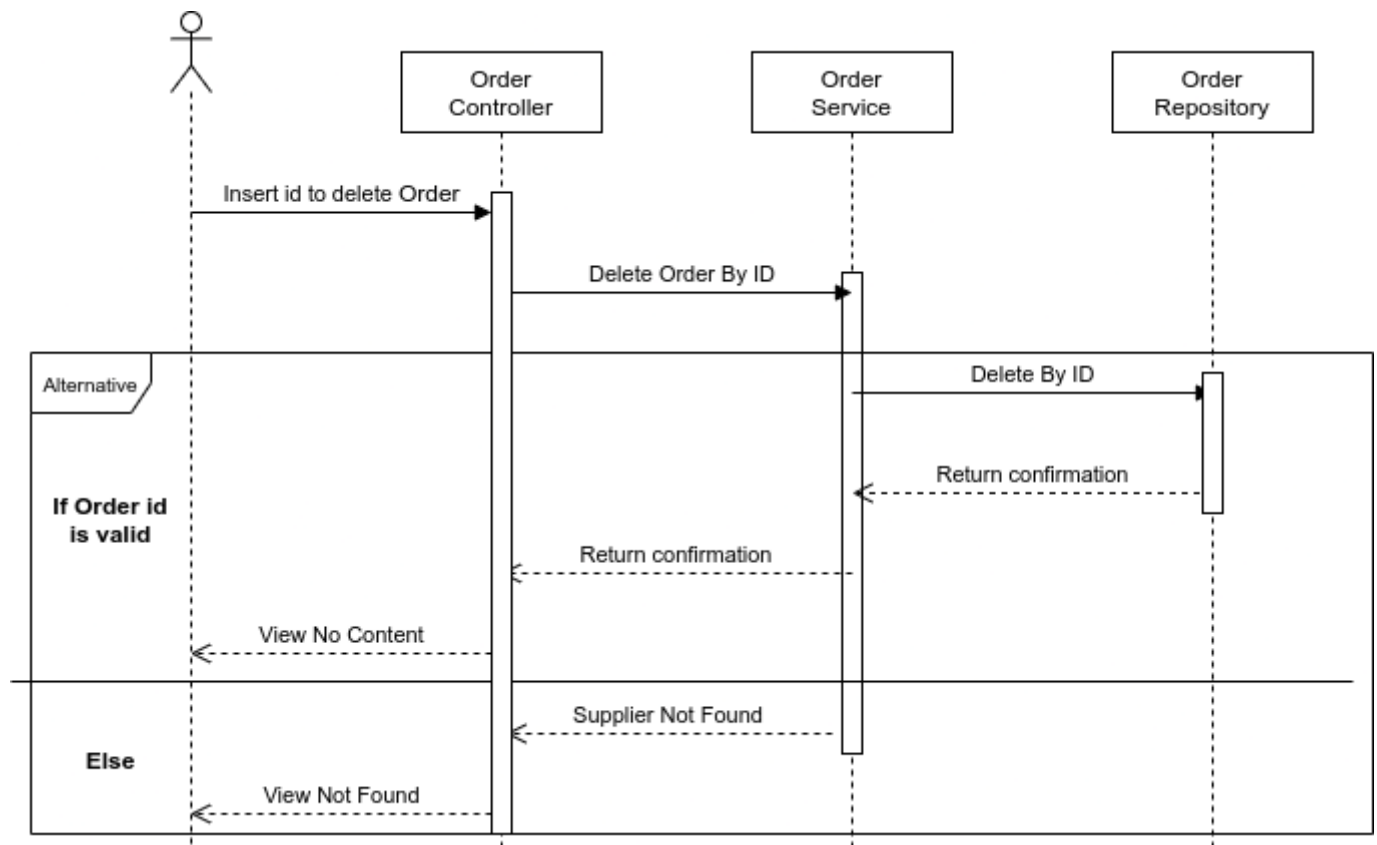 Order
Controller
Order
Service
Order
Repository
Insert id to delete Order
Delete Order By ID
Alternative
Delete By ID
Return confirmation
If Order id
is valid
Return confirmation
View No Content
Supplier Not Found
Else
View Not Found